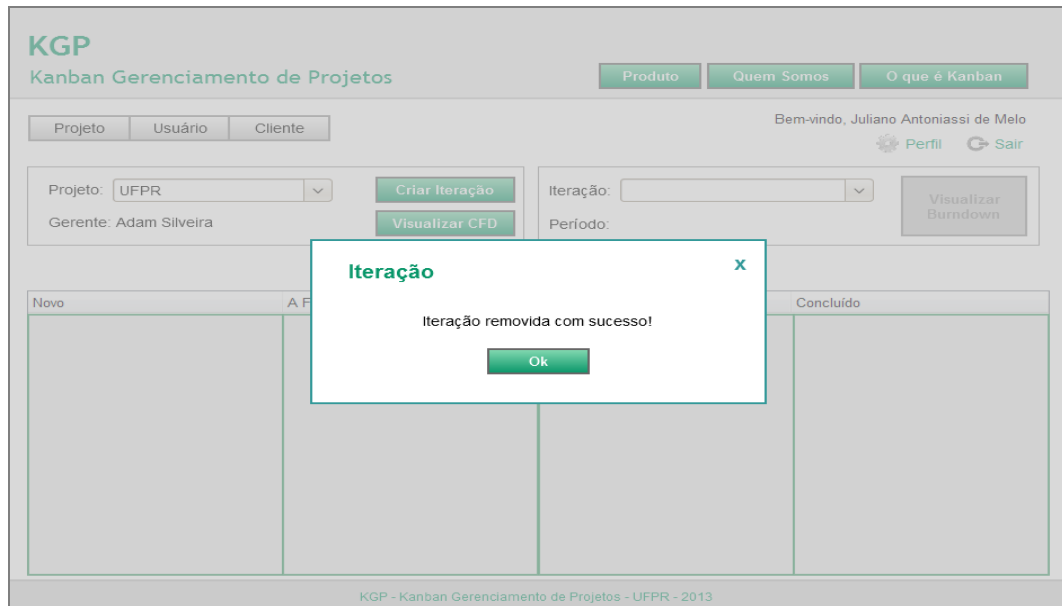 KGP
Kanban Gerenciamento de Projetos
Produto
Quem Somos
O que é Kanban
Projeto
Usuário
Cliente
Bem-vindo, Juliano Antoniassi de Melo
Perfil
Sair
Projeto:
UFPR
Criar Iteração
Gerente: Adam Silveira
Visualizar CFD
Iteração:
Período:
Visualizar
Burndown
Iteração
x
Iteração removida com sucesso!
Ok
Novo
A F
Concluído
KGP - Kanban Gerenciamento de Projetos - UFPR - 2013